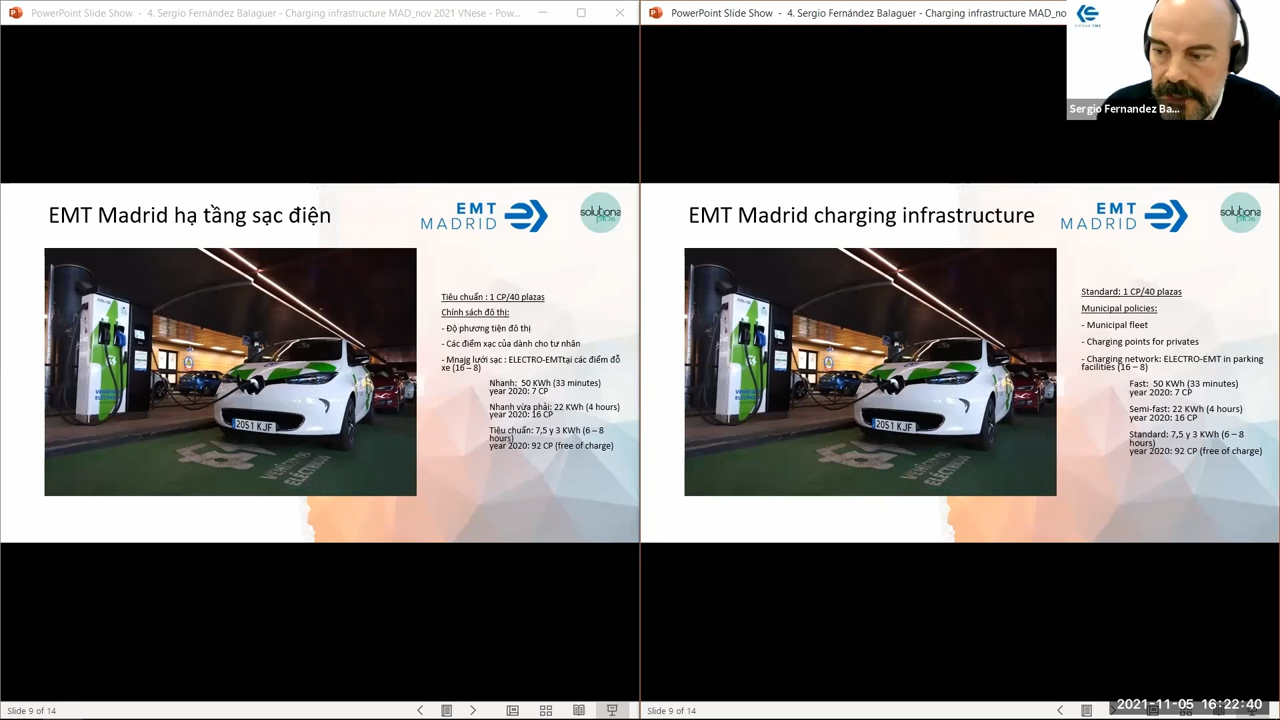 PowerPoint Slide Show - 4. Sergio Fernández Balaguer - Charging infrastructure MAD_nov 2021 VNese - Pow...
EMT Madrid hạ tầng sạc điện
EMT
MADRID
solutions
plus
Tiêu chuẩn : 1 CP/40 plazas
Chính sách đô thị:
- Độ phương tiện đô thị
- Các điểm xạc của dành cho tư nhân
- Mnạjg lưới sạc : ELECTRO-EMTtại các điểm đỗ
xe (16 – 8)
Nhanh: 50 KWh (33 minutes)
year 2020: 7 CP
Nhanh vừa phải: 22 KWh (4 hours)
year 2020: 16 CP
Tiêu chuẩn: 7,5 y 3 KWh (6 – 8
hours)
year 2020: 92 CP (free of charge)
2051 KJF
Slide 9 of 14
PowerPoint Slide Show - 4. Sergio Fernández Balaguer - Charging infrastructure MAD_no
Sergio Fernandez Ba...
EMT Madrid charging infrastructure
EMT
MADRID
solutions
plus
Standard: 1 CP/40 plazas
Municipal policies:
- Municipal fleet
- Charging points for privates
- Charging network: ELECTRO-EMT in parking
facilities (16 – 8)
Fast: 50 KWh (33 minutes)
year 2020: 7 CP
Semi-fast: 22 KWh (4 hours)
year 2020: 16 CP
Standard: 7,5 y 3 KWh (6 – 8
hours)
year 2020: 92 CP (free of charge)
2051 KJF
Slide 9 of 14
2021-11-05 16:22:40